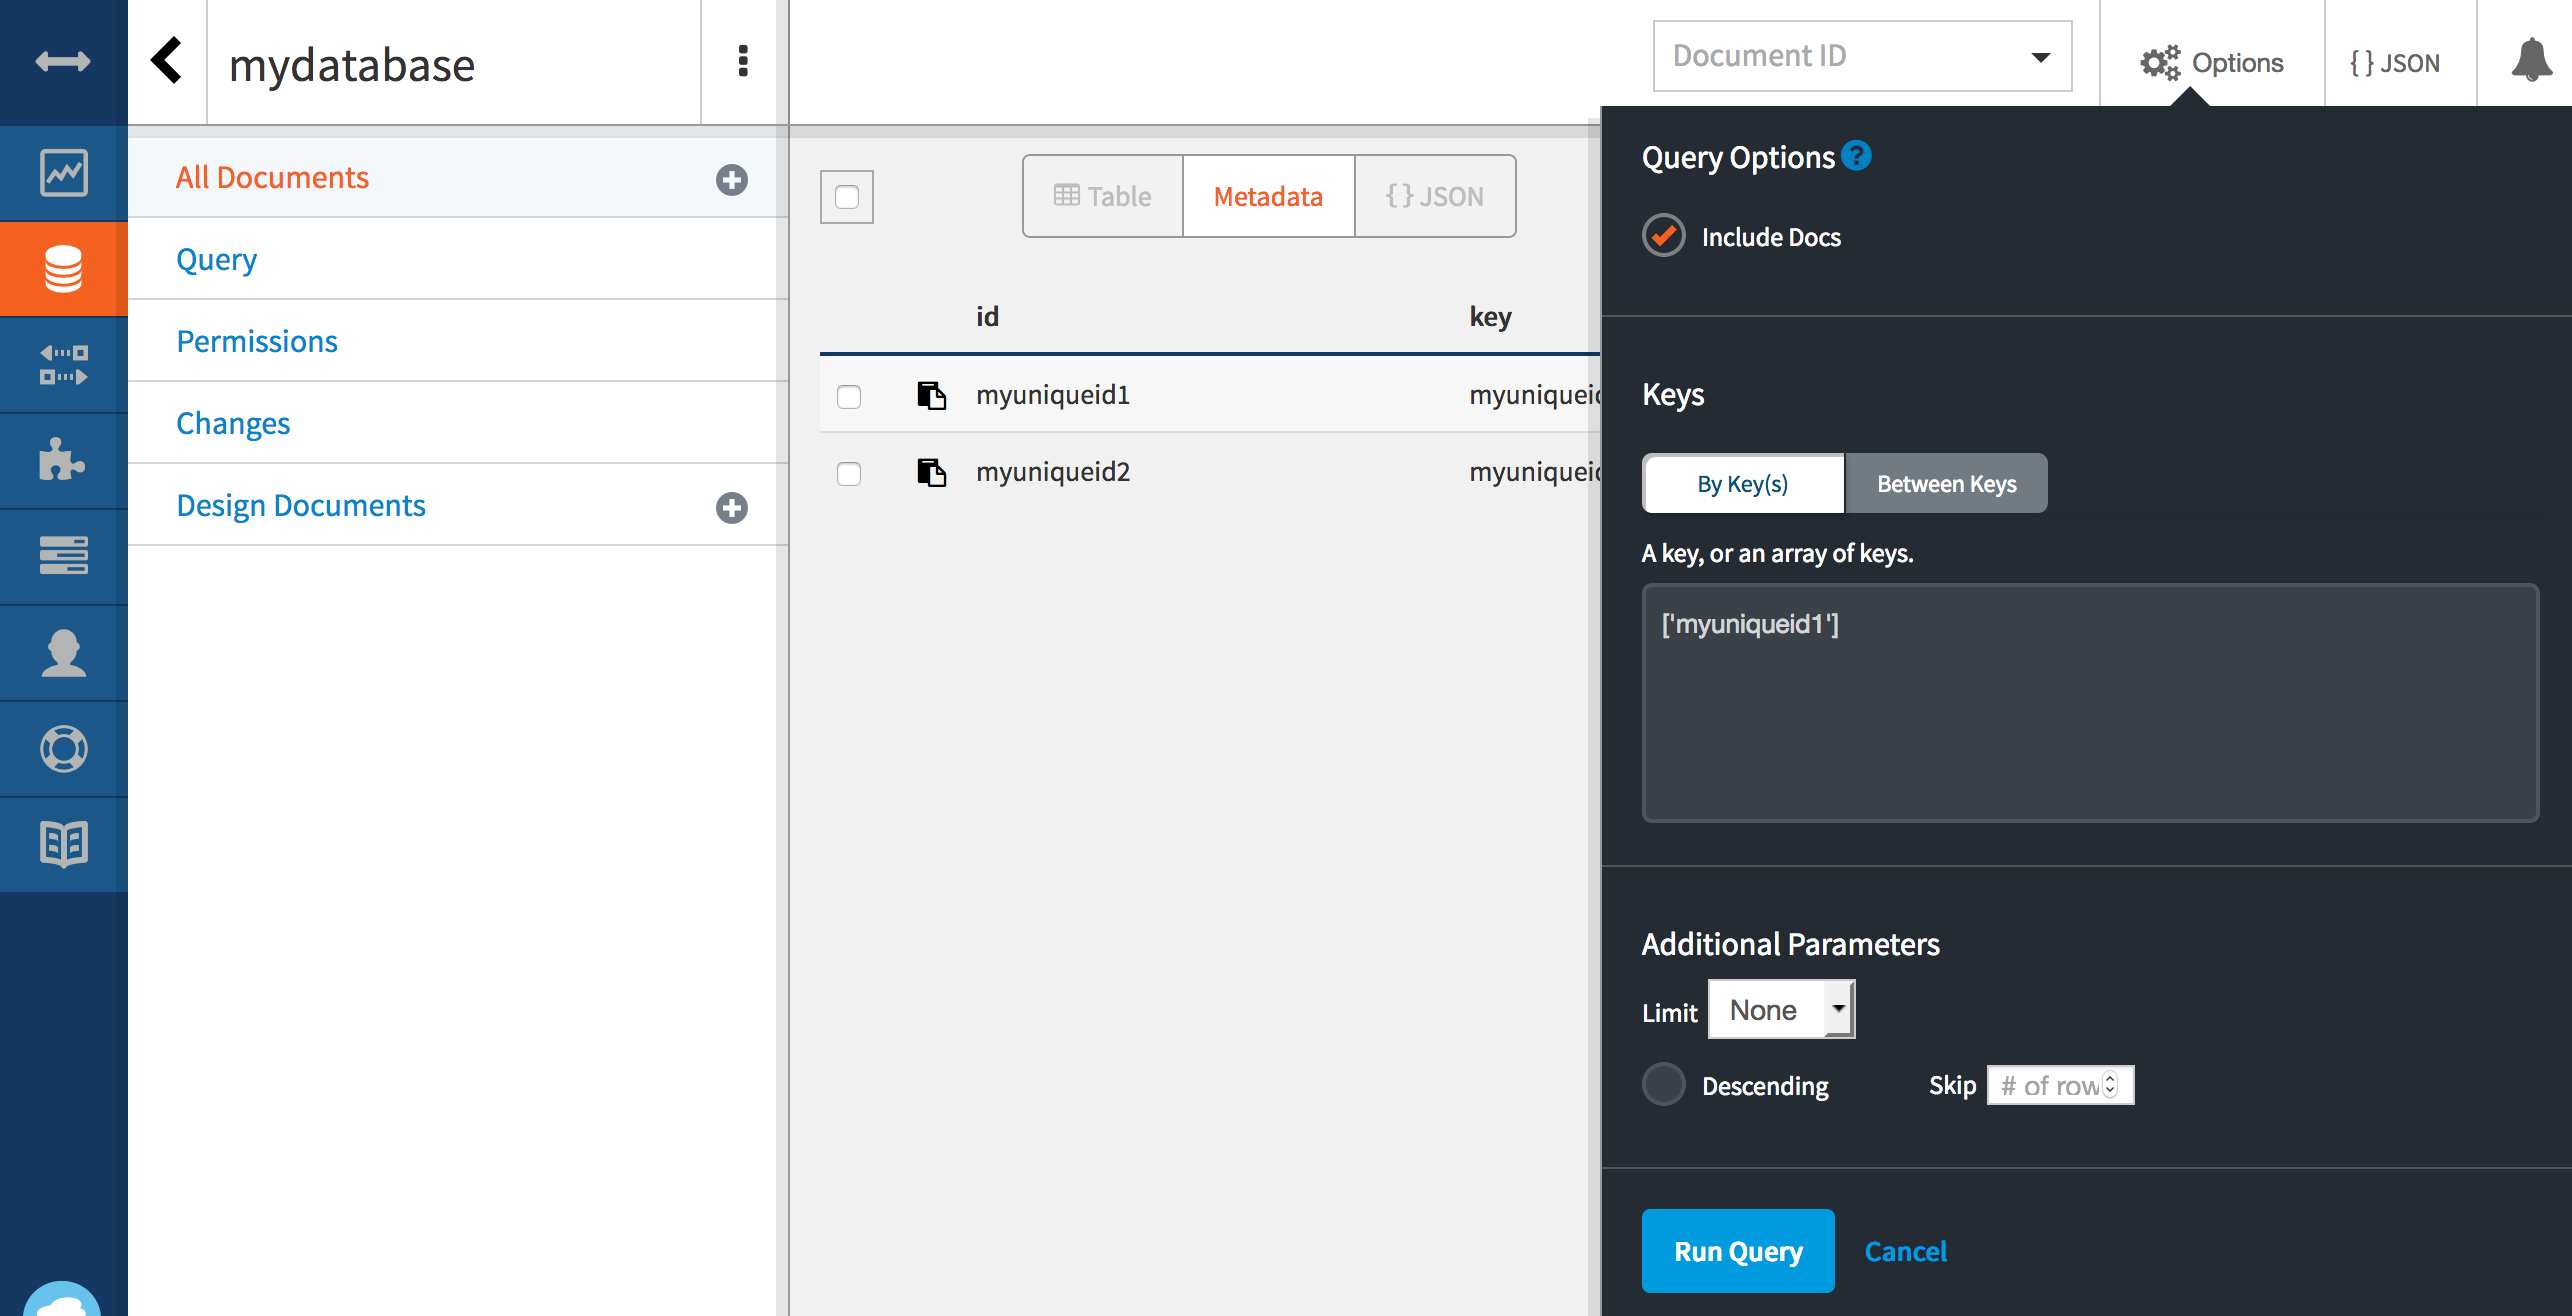 mydatabase
Document ID
Options
{ } JSON
All Documents
Query
Permissions
Changes
Design Documents
Table
Metadata
{ } JSON
id key
myuniqueid1 myuniqueid
myuniqueid2 myuniqueid
Query Options ?
Include Docs
Keys
By Key(s)
Between Keys
A key, or an array of keys.
['myuniqueid1']
Additional Parameters
Limit None
Descending
Skip # of row
Run Query
Cancel